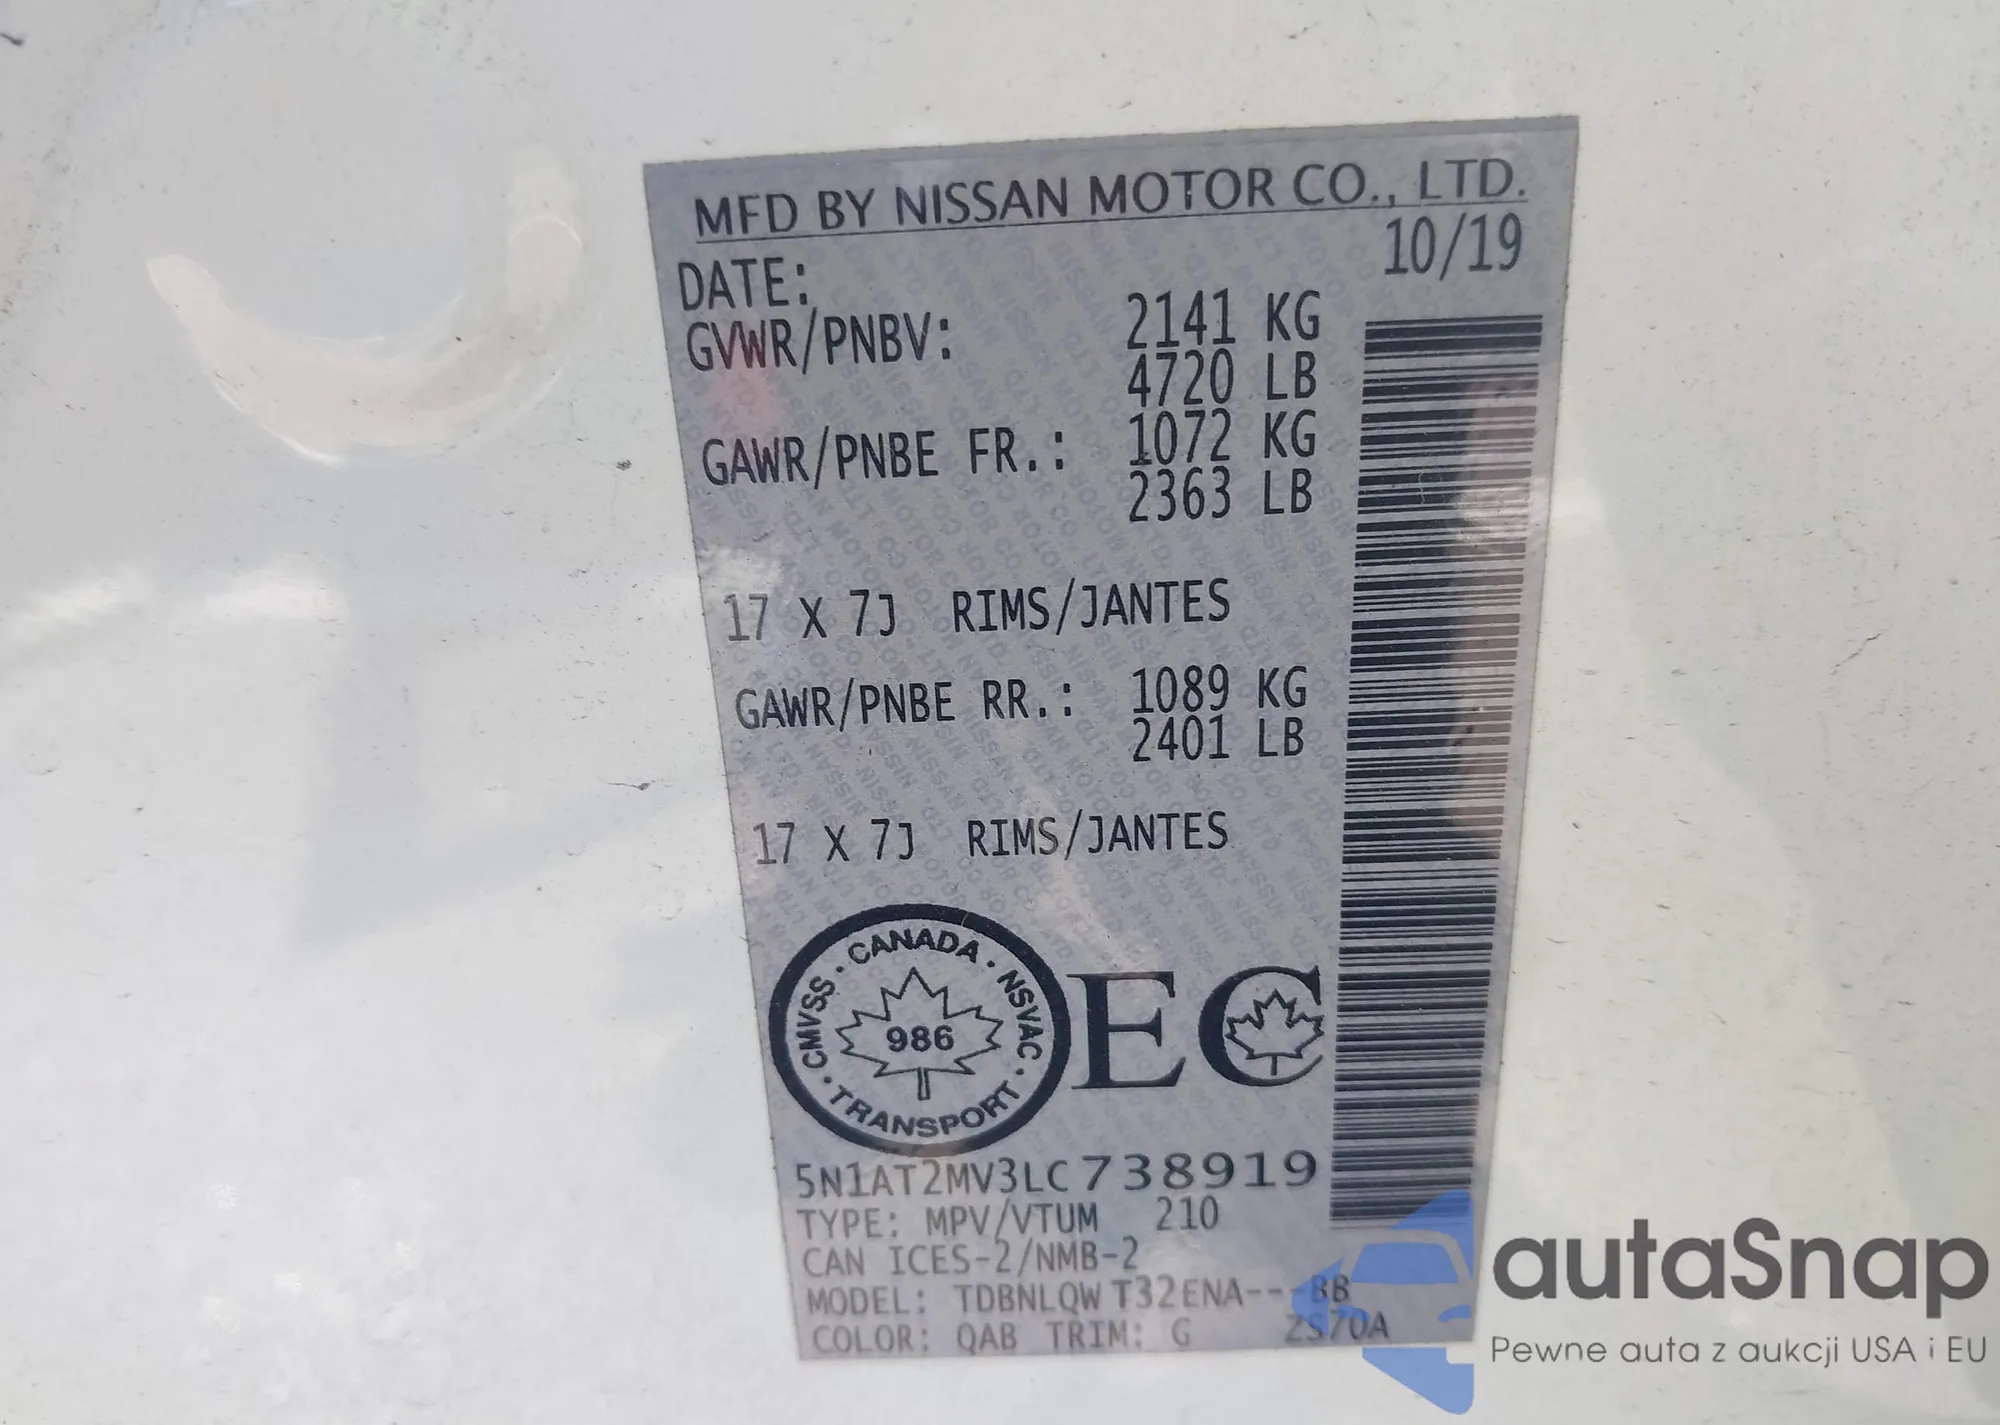 MFD BY NISSAN MOTOR CO., LTD.
DATE: 10/19
GVWR/PNBV: 2141 KG
4720 LB
GAWR/PNBE FR.: 1072 KG
2363 LB
17 X 7J RIMS/JANTES
GAWR/PNBE RR.: 1089 KG
2401 LB
17 X 7J RIMS/JANTES
CMVSS · CANADA · NSVAC · TRANSPORT ·
986
EC
5N1AT2MV3LC738919
TYPE: MPV/VTUM 210
CAN ICES-2/NMB-2
MODEL: TDBNLQW T32ENA---BB
COLOR: QAB TRIM: G ZS70A
autaSnap
Pewne auta z aukcji USA i EU